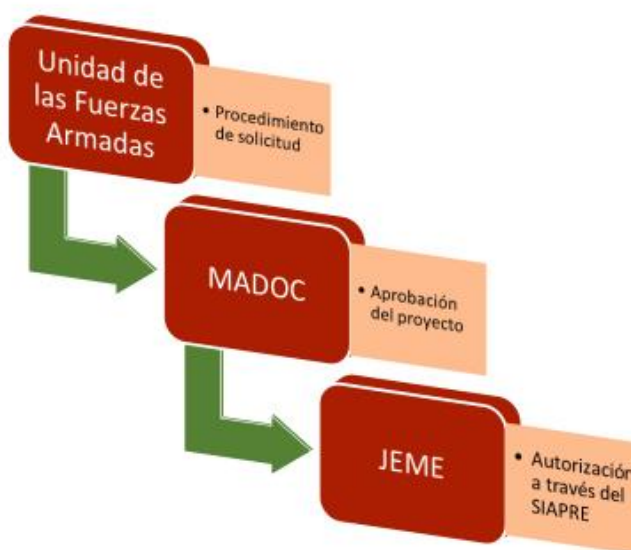 Unidad de
las Fuerzas
Armadas
• Procedimiento
de solicitud
MADOC
• Aprobación
del proyecto
JEME
• Autorización
a través del
SIAPRE